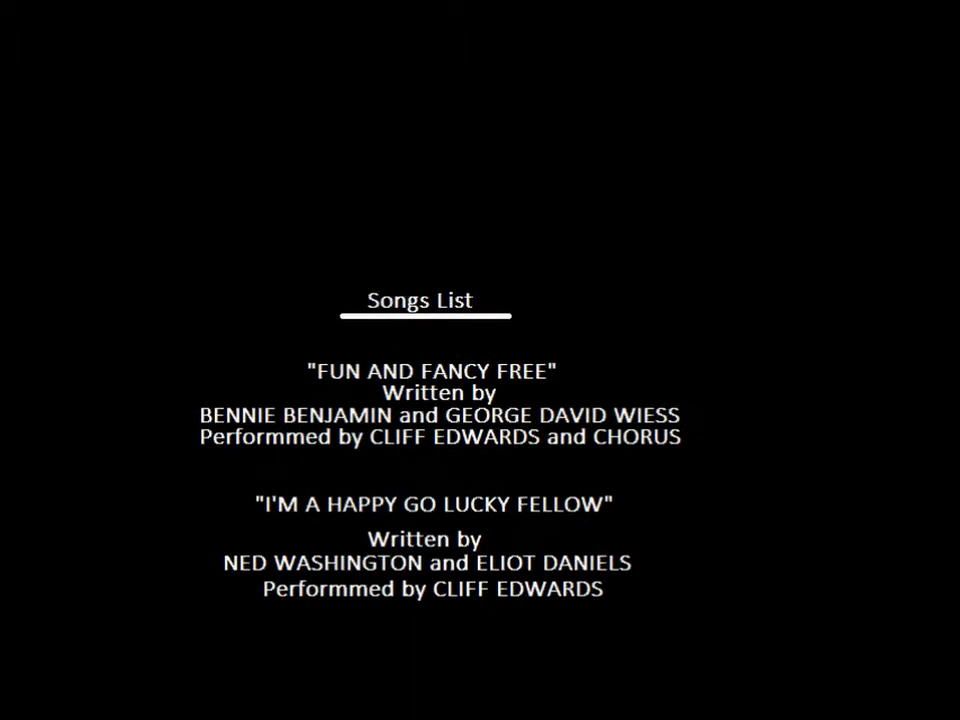 Songs List
"FUN AND FANCY FREE"
Written by
BENNIE BENJAMIN and GEORGE DAVID WIESS
Performmed by CLIFF EDWARDS and CHORUS
"I'M A HAPPY GO LUCKY FELLOW"
Written by
NED WASHINGTON and ELIOT DANIELS
Performmed by CLIFF EDWARDS